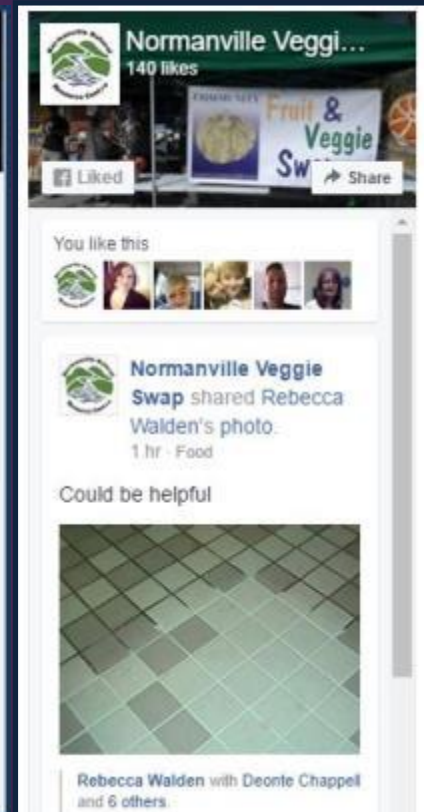 Normanville Veggi...
140 likes
COMMUNITY
Fruit &
Veggie
Sw
Liked
Share
You like this
Normanville Veggie
Swap shared Rebecca
Walden's photo.
1 hr · Food
Could be helpful
Rebecca Walden with Deonte Chappell
and 6 others.